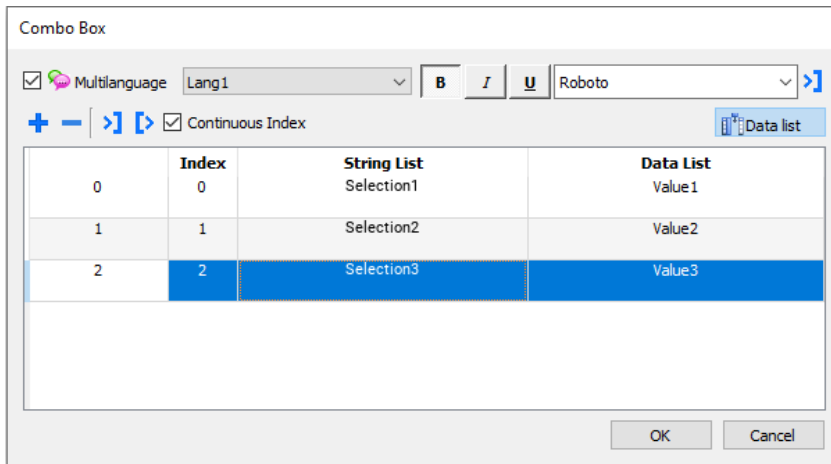 Combo Box
Multilanguage Lang1 B I U Roboto
Continuous Index Data list
Index String List Data List
0 0 Selection1 Value1
1 1 Selection2 Value2
2 2 Selection3 Value3
OK Cancel